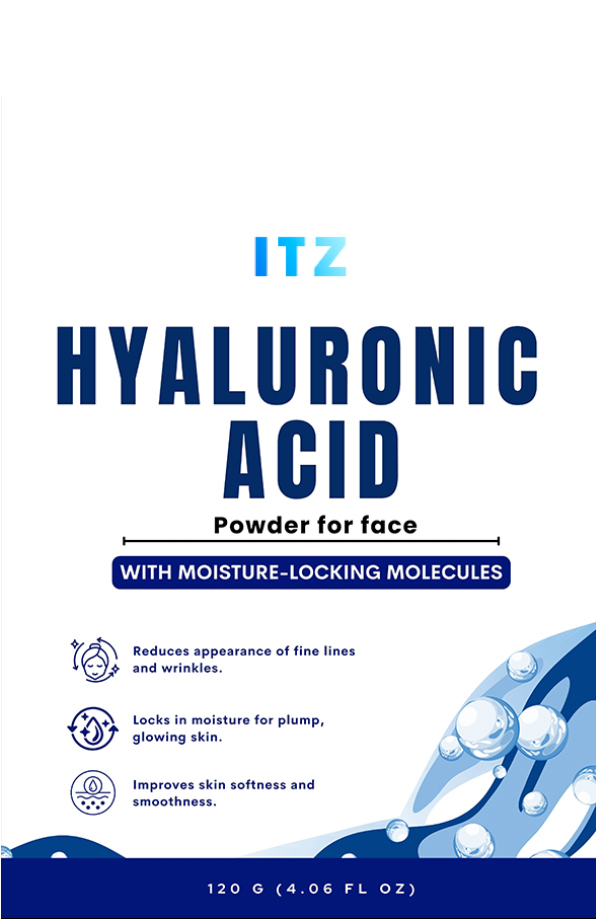 ITZ
HYALURONIC
ACID
Powder for face
WITH MOISTURE-LOCKING MOLECULES
Reduces appearance of fine lines
and wrinkles.
Locks in moisture for plump,
glowing skin.
Improves skin softness and
smoothness.
120 G (4.06 FL OZ)